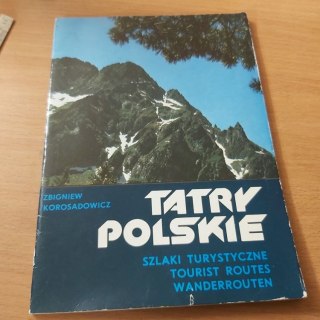 ZBIGNIEW
KOROSADOWICZ
TATRY
POLSKIE
SZLAKI TURYSTYCZNE
TOURIST ROUTES
WANDERROUTEN